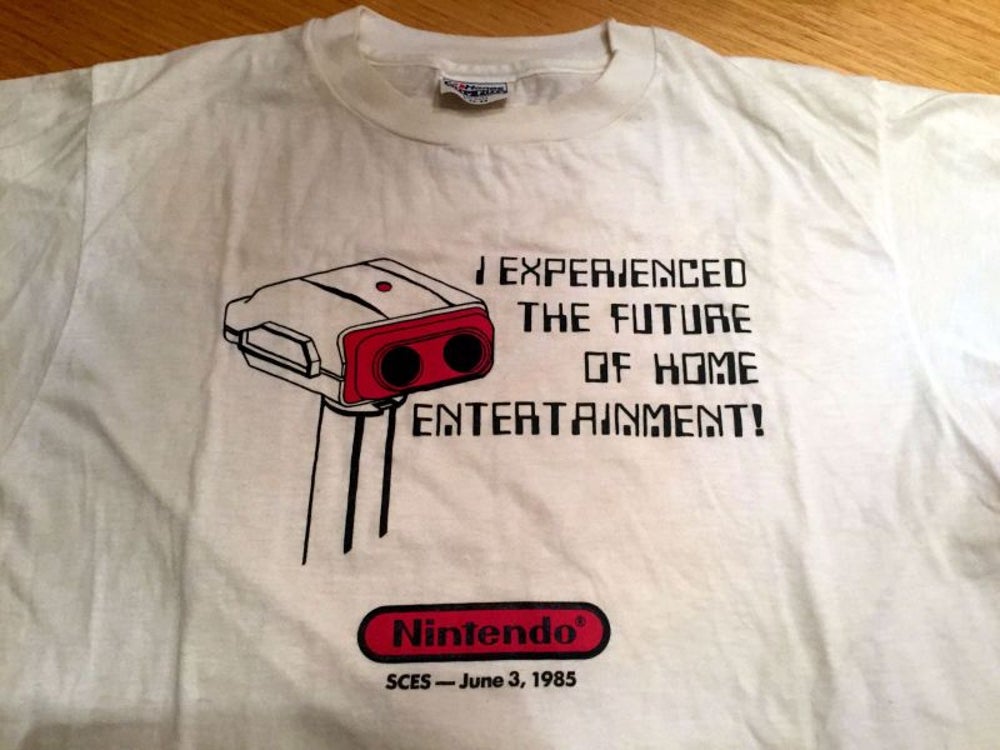 I EXPERIENCED
THE FUTURE
OF HOME
ENTERTAINMENT!
Nintendo®
SCES — June 3, 1985